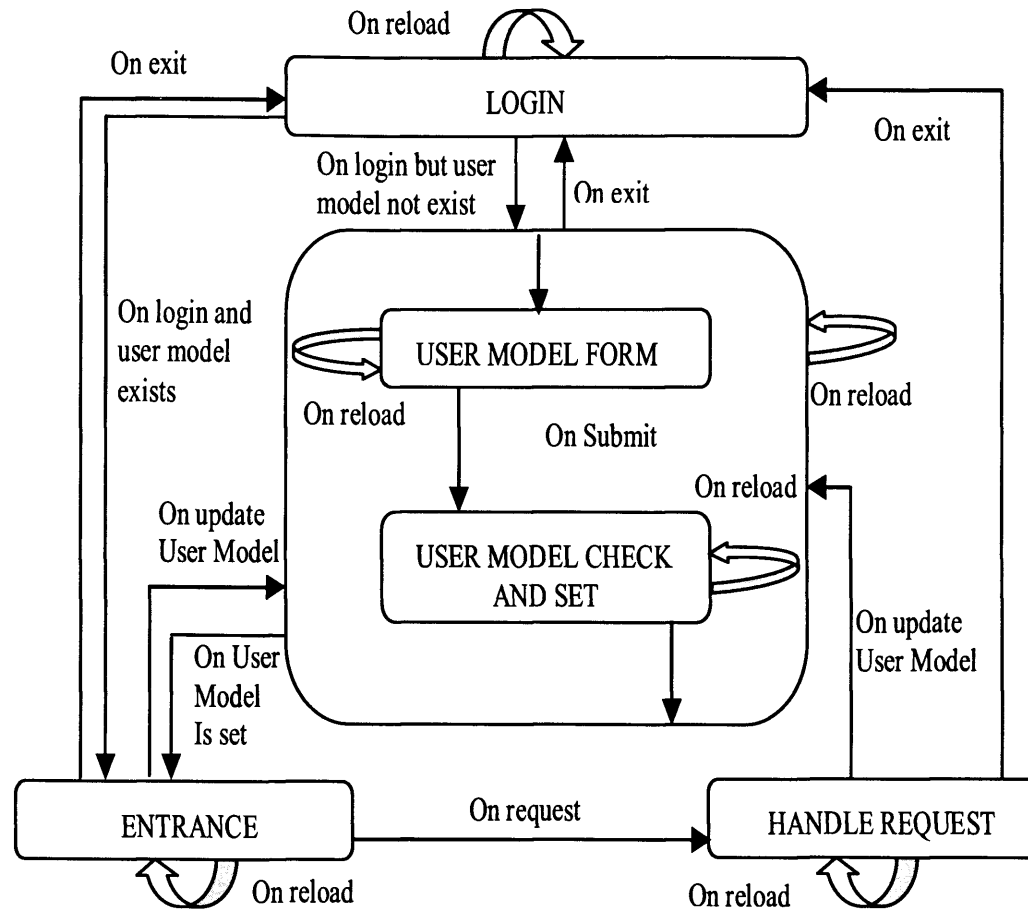 On reload
On exit
LOGIN
On exit
On login but user
model not exist
On exit
On login and
user model
exists
USER MODEL FORM
On reload
On reload
On Submit
On reload
On update
User Model
USER MODEL CHECK
AND SET
On update
User Model
On User
Model
Is set
ENTRANCE
On request
HANDLE REQUEST
On reload
On reload